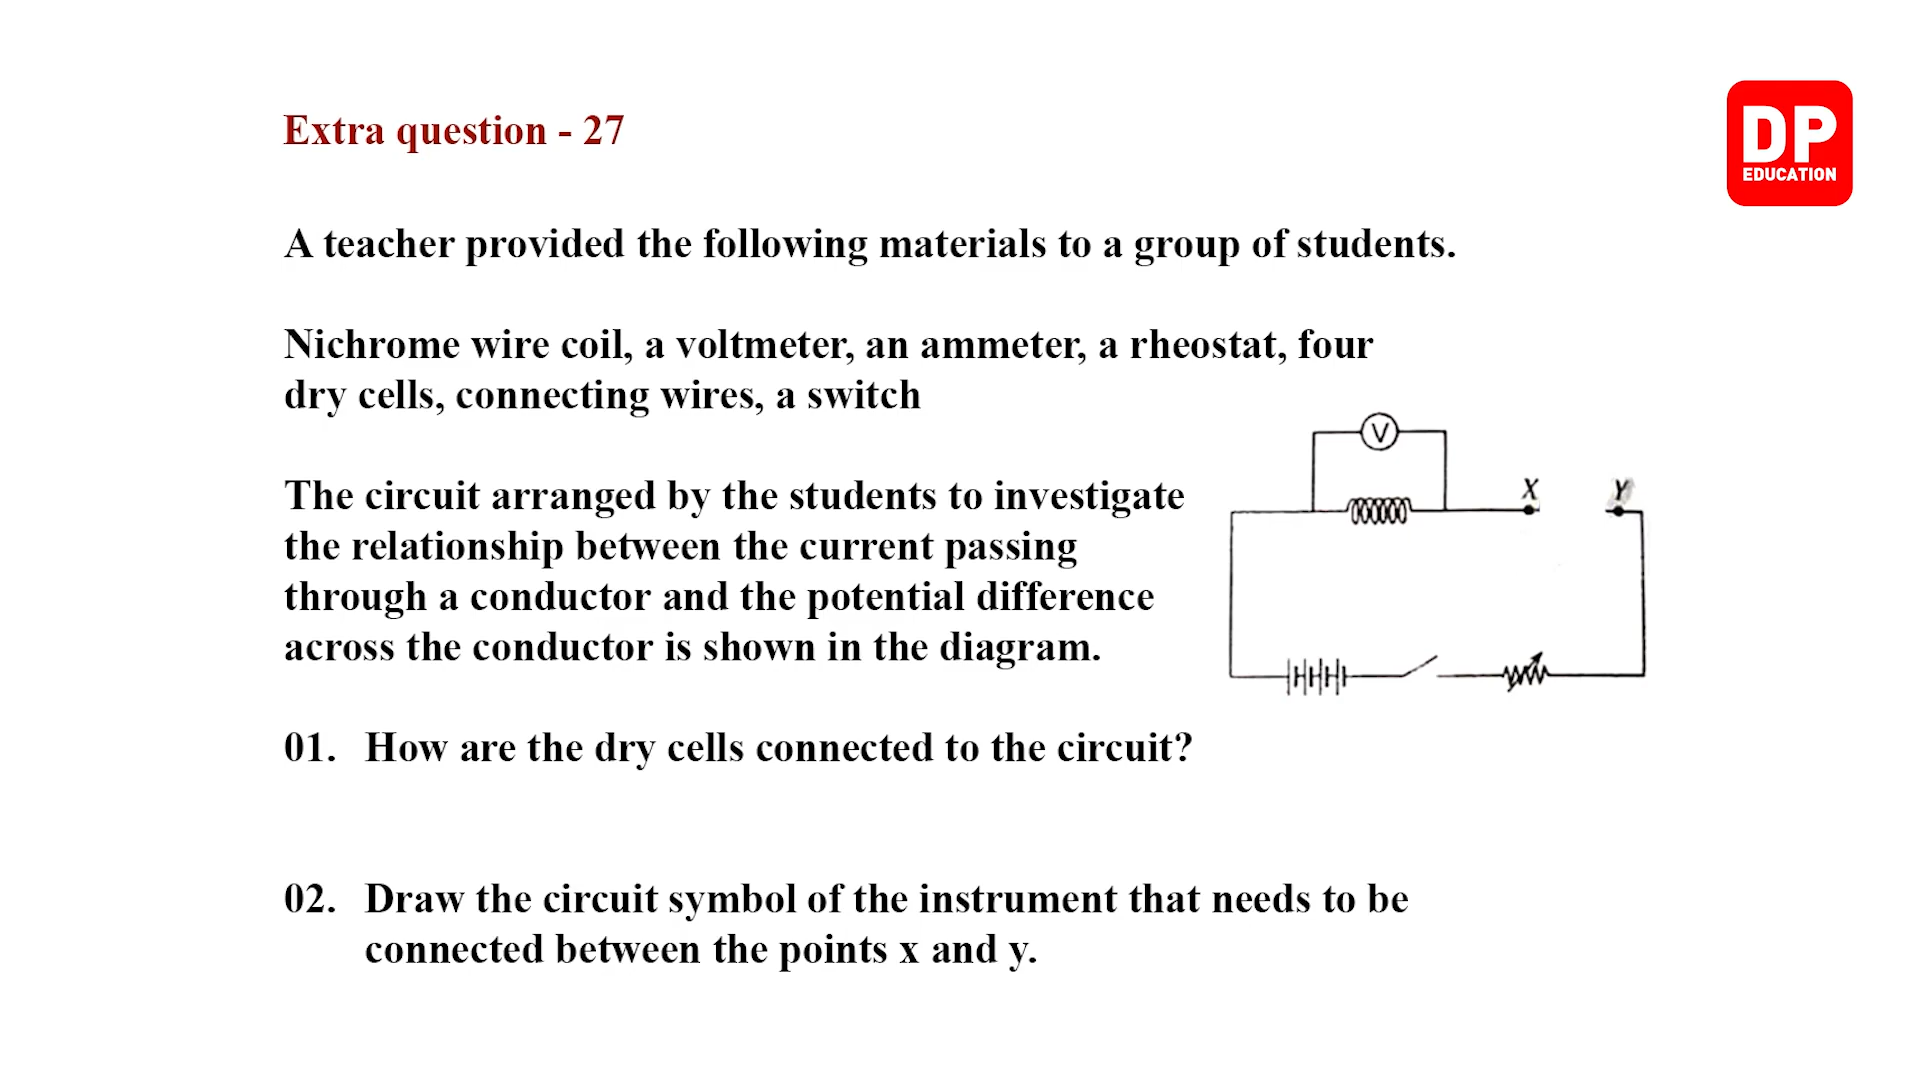 DP
EDUCATION
Extra question - 27
A teacher provided the following materials to a group of students.
Nichrome wire coil, a voltmeter, an ammeter, a rheostat, four
dry cells, connecting wires, a switch
The circuit arranged by the students to investigate
the relationship between the current passing
through a conductor and the potential difference
across the conductor is shown in the diagram.
V
X Y
01. How are the dry cells connected to the circuit?
02. Draw the circuit symbol of the instrument that needs to be
connected between the points x and y.